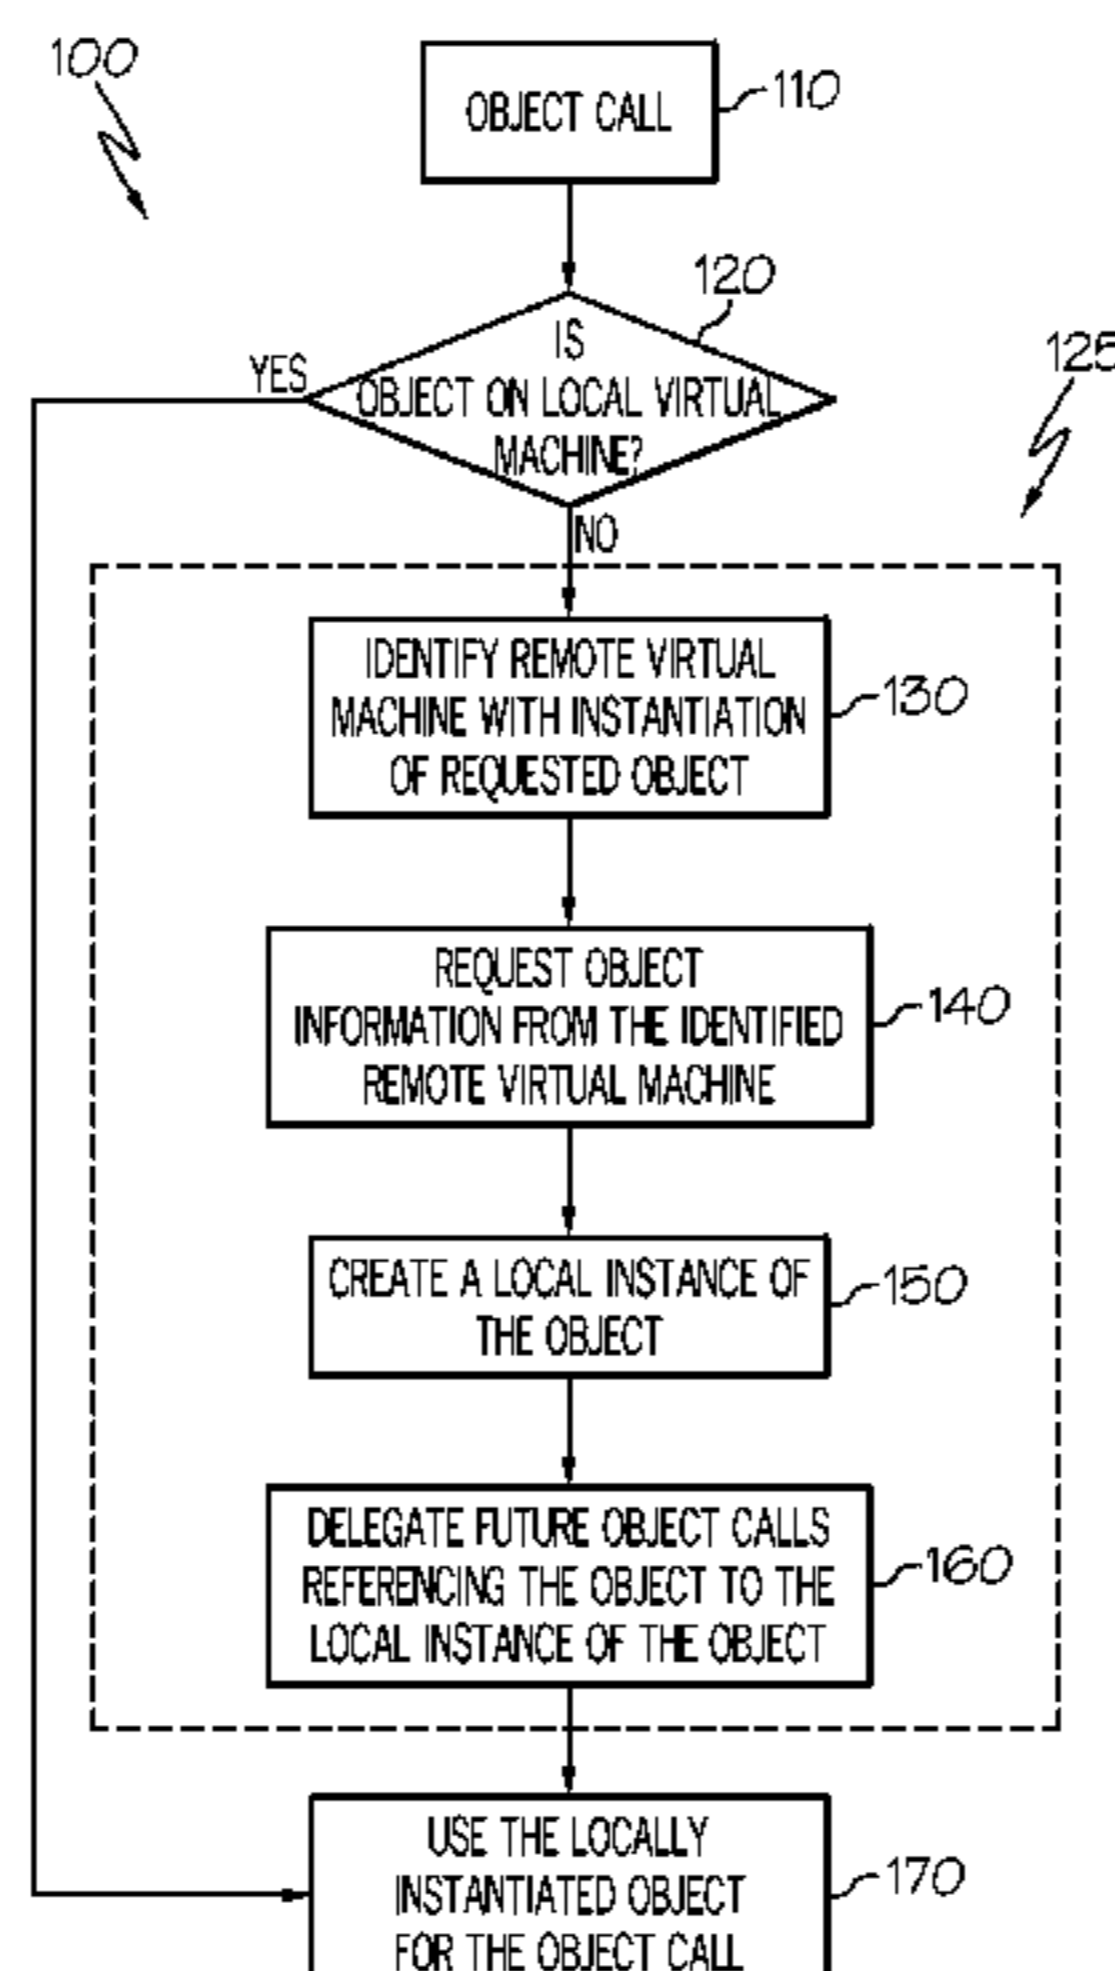 100
OBJECT CALL
110
120
IS
OBJECT ON LOCAL VIRTUAL
MACHINE?
YES
125
NO
IDENTIFY REMOTE VIRTUAL
MACHINE WITH INSTANTIATION
OF REQUESTED OBJECT
130
REQUEST OBJECT
INFORMATION FROM THE IDENTIFIED
REMOTE VIRTUAL MACHINE
140
CREATE A LOCAL INSTANCE OF
THE OBJECT
150
DELEGATE FUTURE OBJECT CALLS
REFERENCING THE OBJECT TO THE
LOCAL INSTANCE OF THE OBJECT
160
USE THE LOCALLY
INSTANTIATED OBJECT
FOR THE OBJECT CALL
170